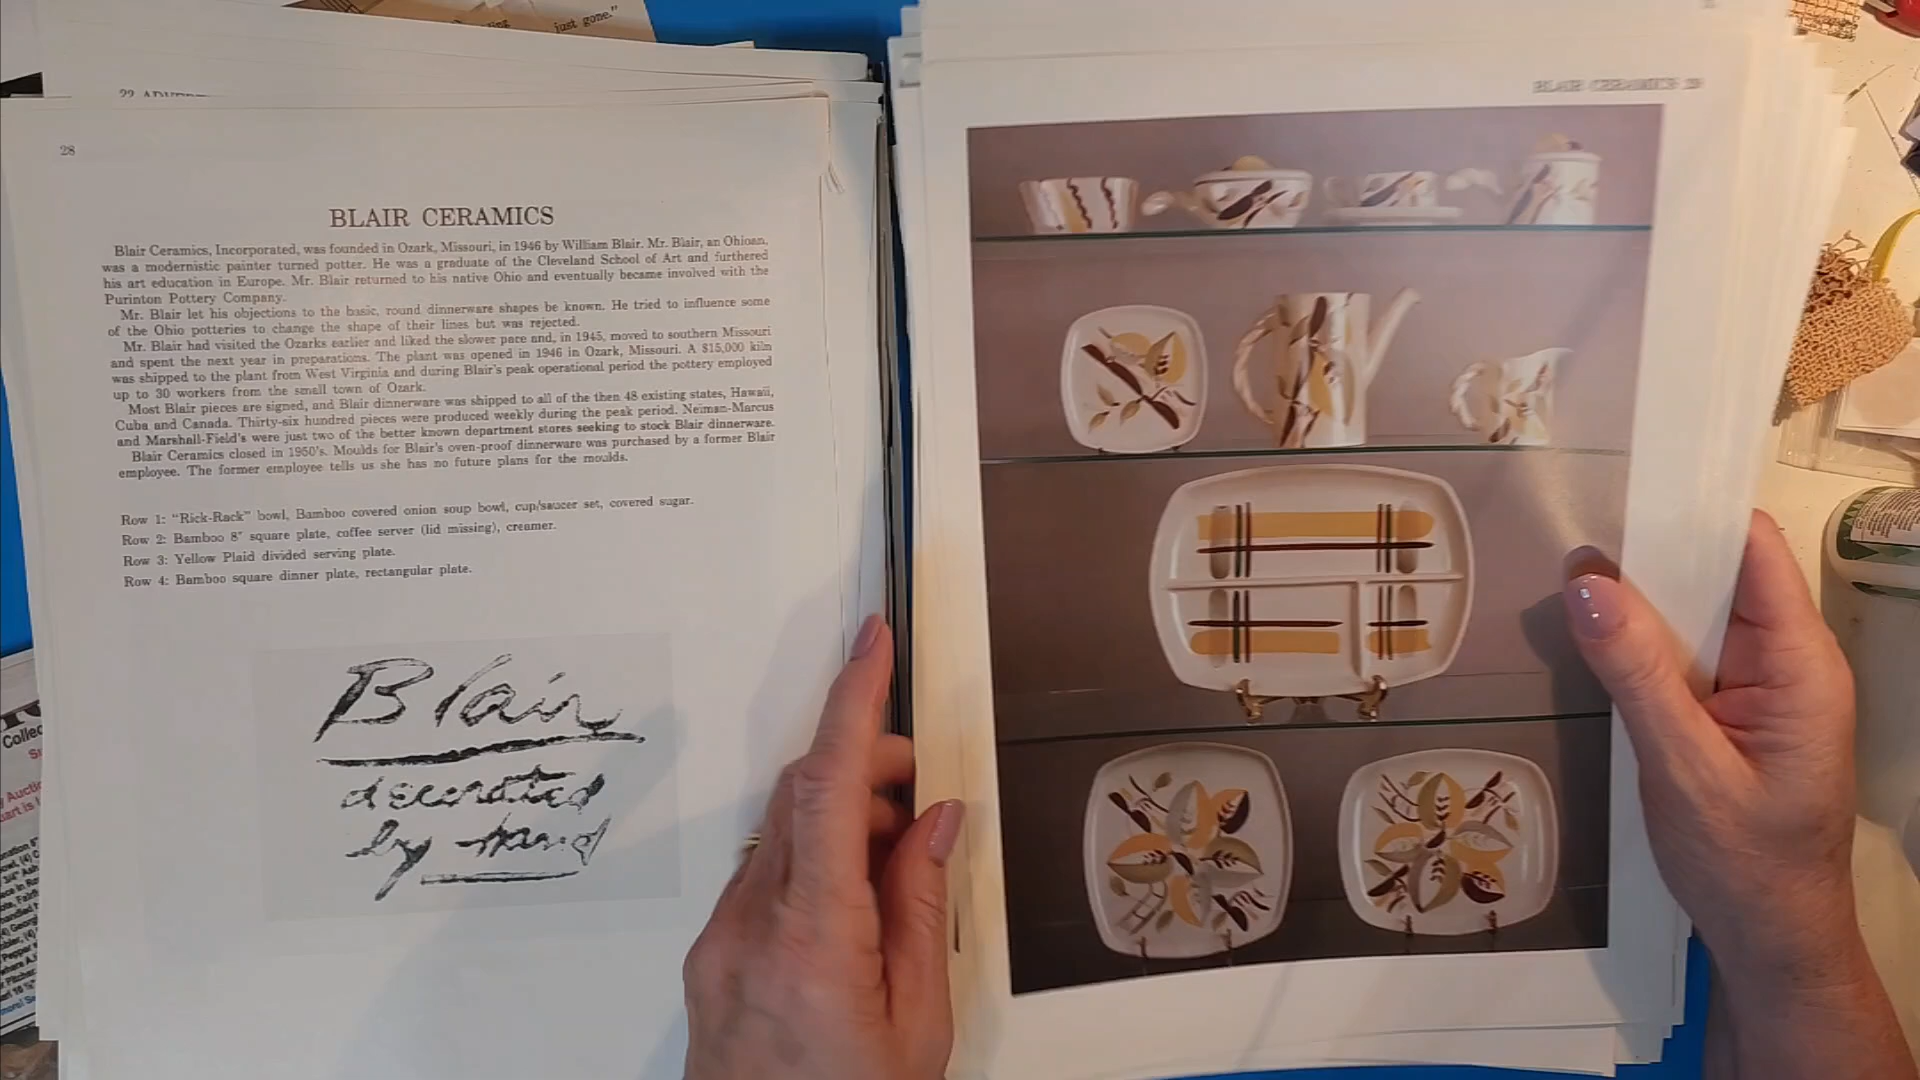 just gone."
28
BLAIR CERAMICS
Blair Ceramics, Incorporated, was founded in Ozark, Missouri, in 1946 by William Blair. Mr. Blair, an Ohioan,
was a modernistic painter turned potter. He was a graduate of the Cleveland School of Art and furthered
his art education in Europe. Mr. Blair returned to his native Ohio and eventually became involved with the
Purinton Pottery Company.
Mr. Blair let his objections to the basic, round dinnerware shapes be known. He tried to influence some
of the Ohio potteries to change the shape of their lines but was rejected.
Mr. Blair had visited the Ozarks earlier and liked the slower pace and, in 1945, moved to southern Missouri
and spent the next year in preparations. The plant was opened in 1946 in Ozark, Missouri. A $15,000 kiln
was shipped to the plant from West Virginia and during Blair's peak operational period the pottery employed
up to 30 workers from the small town of Ozark.
Most Blair pieces are signed, and Blair dinnerware was shipped to all of the then 48 existing states, Hawaii,
Cuba and Canada. Thirty-six hundred pieces were produced weekly during the peak period. Neiman-Marcus
and Marshall-Field's were just two of the better known department stores seeking to stock Blair dinnerware.
Blair Ceramics closed in 1950's. Moulds for Blair's oven-proof dinnerware was purchased by a former Blair
employee. The former employee tells us she has no future plans for the moulds.
Row 1: "Rick-Rack" bowl, Bamboo covered onion soup bowl, cup/saucer set, covered sugar.
Row 2: Bamboo 8" square plate, coffee server (lid missing), creamer.
Row 3: Yellow Plaid divided serving plate.
Row 4: Bamboo square dinner plate, rectangular plate.
Blair
decorated
by hand
BLAIR CERAMICS